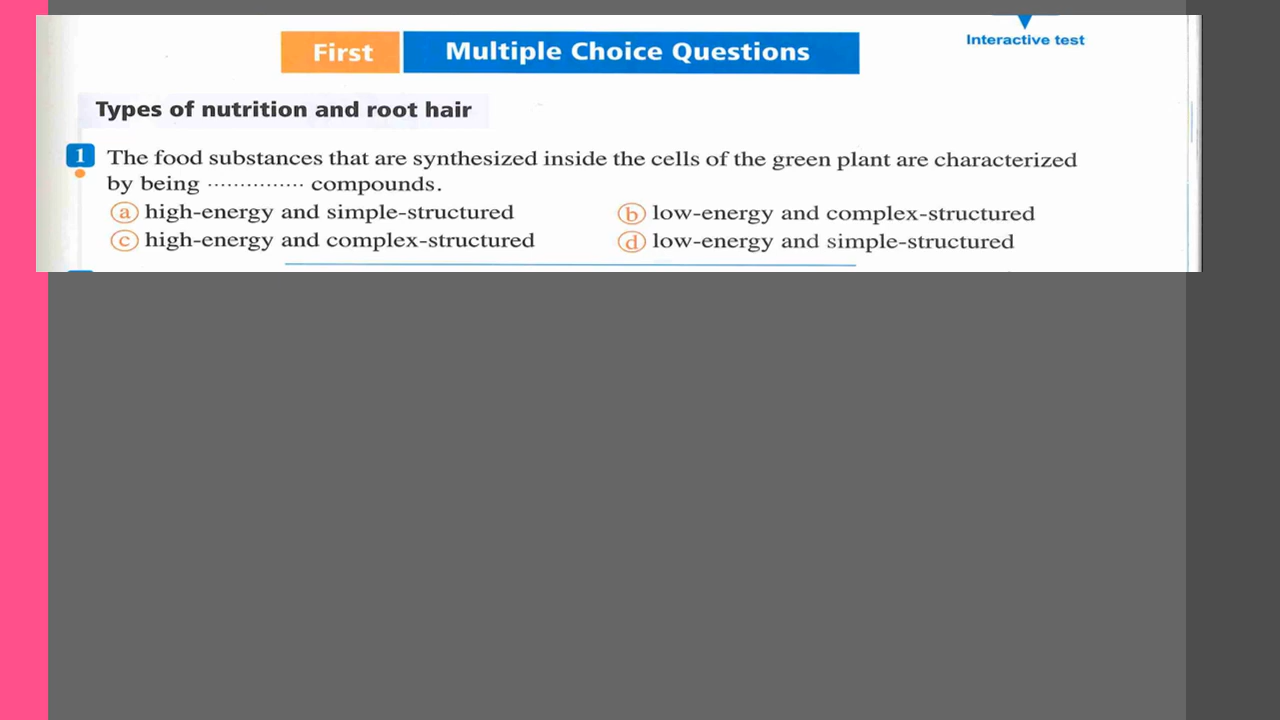 Interactive test
First Multiple Choice Questions
Types of nutrition and root hair
1 The food substances that are synthesized inside the cells of the green plant are characterized
by being ............... compounds.
a high-energy and simple-structured b low-energy and complex-structured
c high-energy and complex-structured d low-energy and simple-structured